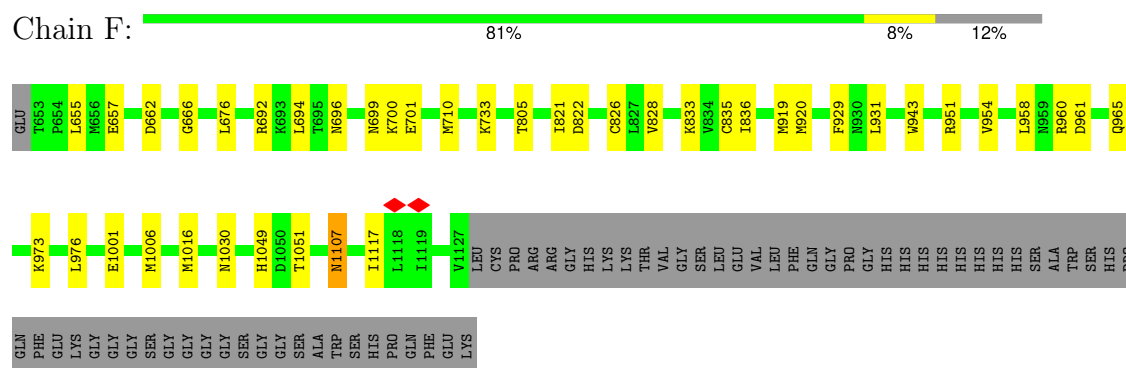 Chain F:
81% 8% 12%
GLU T653 P654 L655 M656 E657 D662 G666 L676 R692 K693 L694 T695 N696 N699 K700 E701 M710 K733 T805 I821 D822 C826 L827 V828 K833 V834 C835 I836 M919 M920 F929 N930 L931 W943 R951 V954 L958 N959 R960 D961 Q965
K973 L976 E1001 M1006 M1016 N1030 H1049 D1050 T1051 N1107 I1117 L1118 I1119 V1127 LEU CYS PRO ARG ARG GLY HIS LYS LYS THR VAL GLY SER LEU GLU VAL LEU PHE GLN GLY PRO GLY HIS HIS HIS HIS HIS HIS HIS HIS SER ALA TRP SER HIS
GLN PHE GLU LYS GLY GLY GLY SER GLY GLY GLY GLY SER GLY GLY SER ALA TRP SER HIS PRO GLN PHE GLU LYS